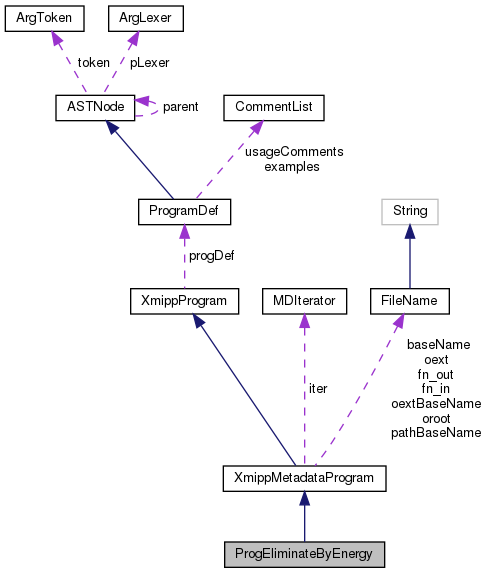 ArgToken
ArgLexer
token
pLexer
ASTNode
parent
CommentList
usageComments
examples
ProgramDef
String
progDef
XmippProgram
MDIterator
FileName
baseName
oext
fn_out
fn_in
oextBaseName
oroot
pathBaseName
iter
XmippMetadataProgram
ProgEliminateByEnergy